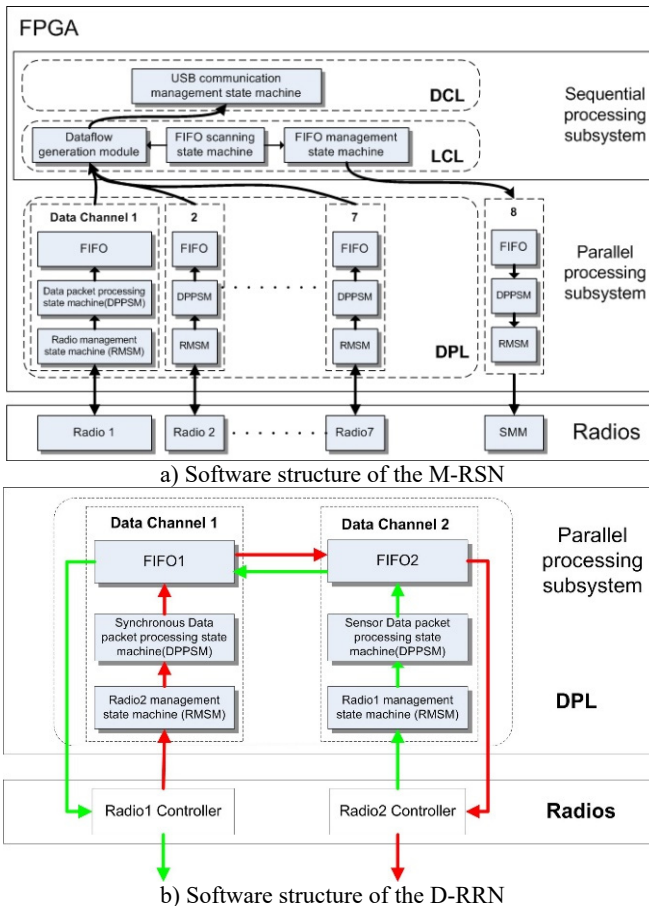 FPGA
USB communication
management state machine
DCL
Sequential
processing
subsystem
Dataflow
generation module
FIFO scanning
state machine
FIFO management
state machine
LCL
Data Channel 1
2
7
8
FIFO
FIFO
FIFO
FIFO
Data packet processing
state machine(DPPSM)
DPPSM
DPPSM
DPPSM
Radio management
state machine (RMSM)
RMSM
RMSM
RMSM
DPL
Parallel
processing
subsystem
Radio 1
Radio 2
Radio7
SMM
Radios
a) Software structure of the M-RSN
Data Channel 1
Data Channel 2
Parallel
processing
subsystem
FIFO1
FIFO2
Synchronous Data
packet processing state
machine(DPPSM)
Sensor Data packet
processing state
machine(DPPSM)
Radio2 management
state machine (RMSM)
Radio1 management
state machine (RMSM)
DPL
Radio1 Controller
Radio2 Controller
Radios
b) Software structure of the D-RRN